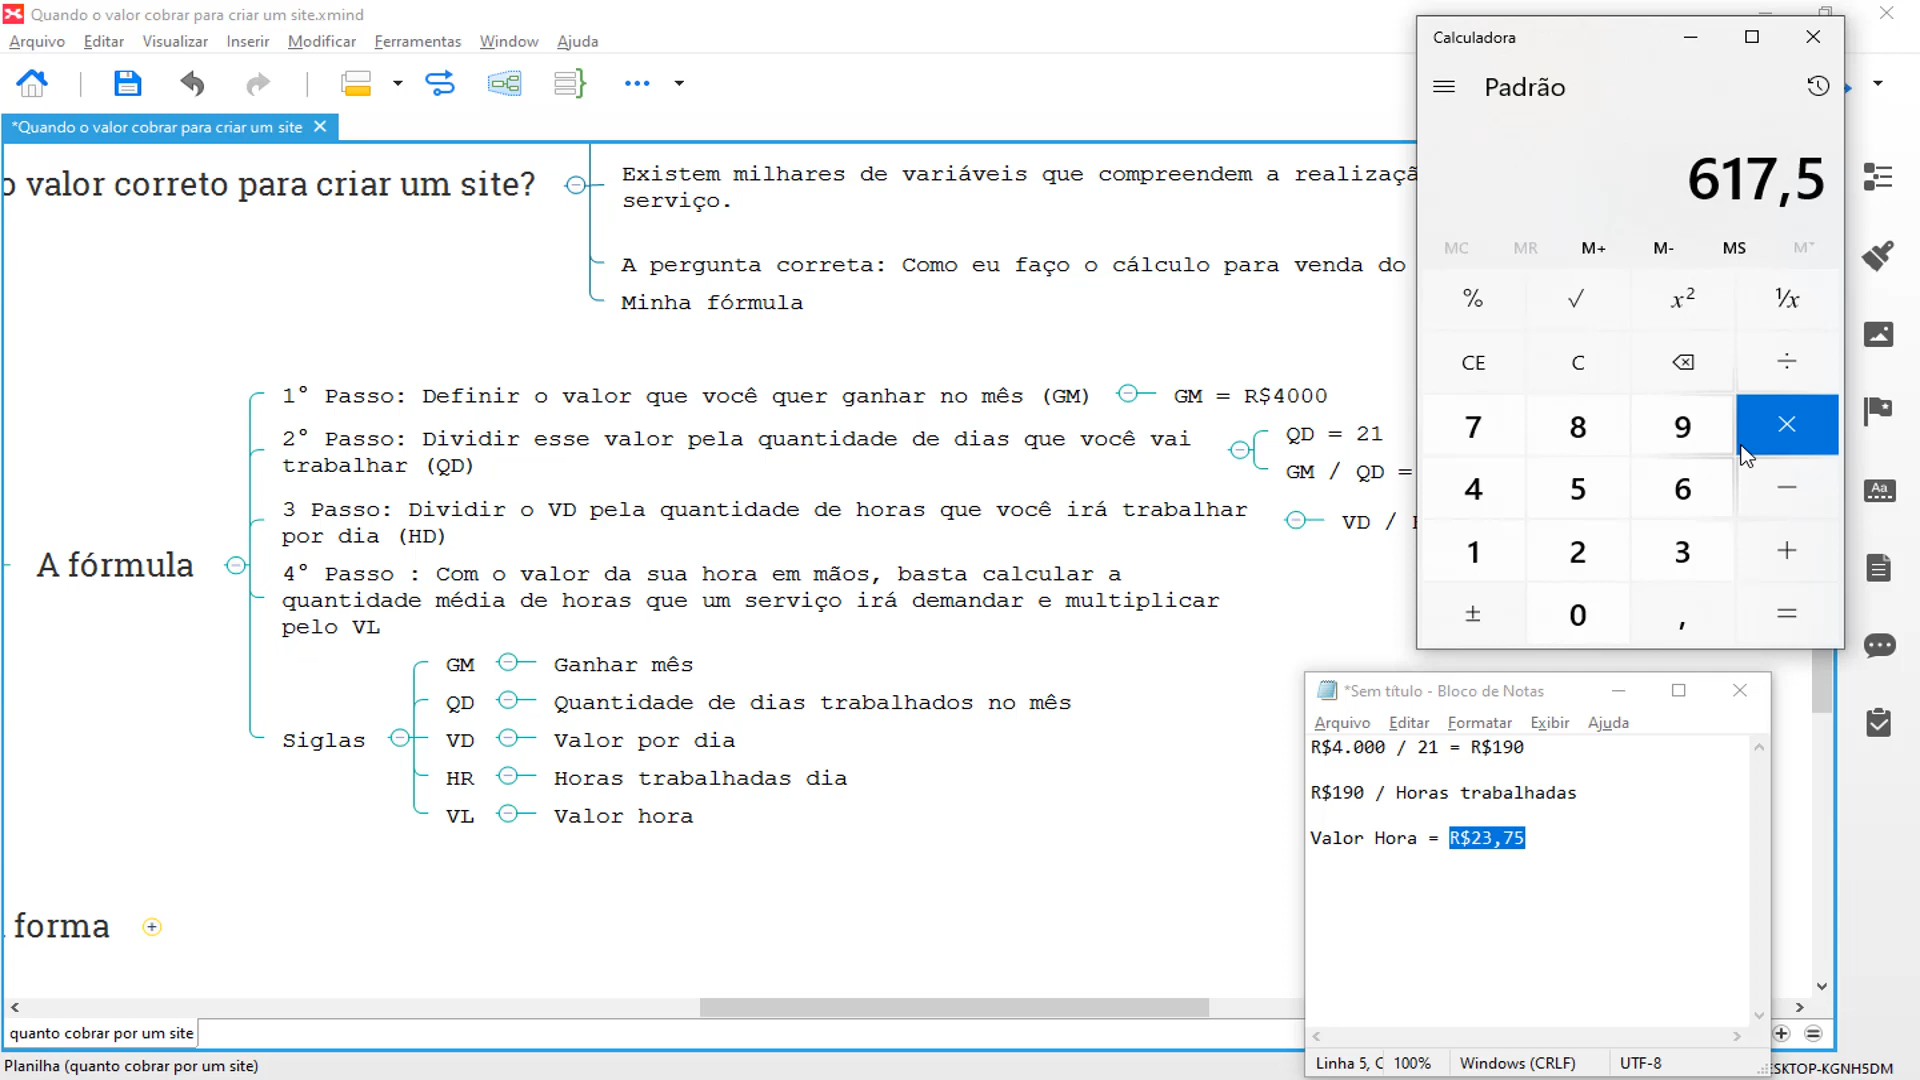 Quando o valor cobrar para criar um site.xmind
Arquivo Editar Visualizar Inserir Modificar Ferramentas Window Ajuda
*Quando o valor cobrar para criar um site
o valor correto para criar um site?
Existem milhares de variáveis que compreendem a realizaçã
serviço.
A pergunta correta: Como eu faço o cálculo para venda do
Minha fórmula
A fórmula
1° Passo: Definir o valor que você quer ganhar no mês (GM)
GM = R$4000
2° Passo: Dividir esse valor pela quantidade de dias que você vai
trabalhar (QD)
QD = 21
GM / QD =
3 Passo: Dividir o VD pela quantidade de horas que você irá trabalhar
por dia (HD)
VD /
4° Passo : Com o valor da sua hora em mãos, basta calcular a
quantidade média de horas que um serviço irá demandar e multiplicar
pelo VL
Siglas
GM Ganhar mês
QD Quantidade de dias trabalhados no mês
VD Valor por dia
HR Horas trabalhadas dia
VL Valor hora
forma
quanto cobrar por um site
Planilha (quanto cobrar por um site)
Calculadora
Padrão
617,5
MC MR M+ M- MS M˅
% √ x² ¹/x
CE C ÷
7 8 9 ×
4 5 6 −
1 2 3 +
± 0 , =
*Sem título - Bloco de Notas
Arquivo Editar Formatar Exibir Ajuda
R$4.000 / 21 = R$190
R$190 / Horas trabalhadas
Valor Hora = R$23,75
Linha 5, C 100% Windows (CRLF) UTF-8
SKTOP-KGNH5DM
Aa